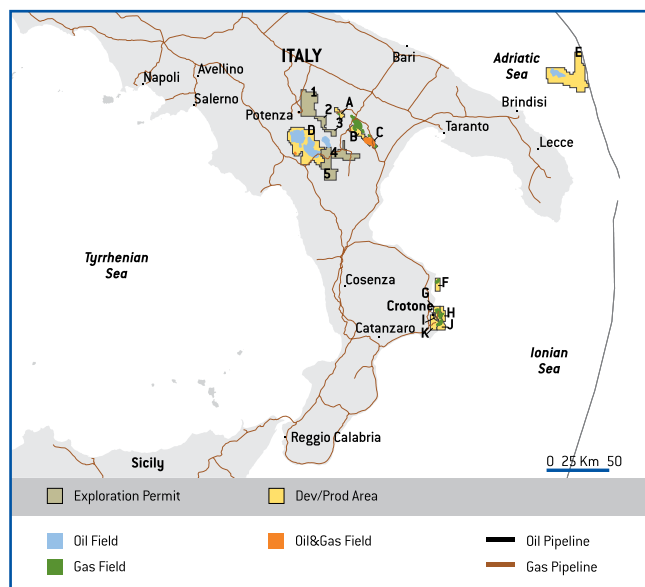 ITALY
Bari
Adriatic
Sea
E
Avellino
Napoli
Salerno
Brindisi
1
Potenza
2
A
3
B
C
Taranto
D
Lecce
4
5
Tyrrhenian
Sea
Cosenza
F
G
Crotone
H
I
J
K
Catanzaro
Ionian
Sea
Reggio Calabria
Sicily
0 25 Km 50
Exploration Permit
Dev/Prod Area
Oil Field
Oil&Gas Field
Oil Pipeline
Gas Field
Gas Pipeline